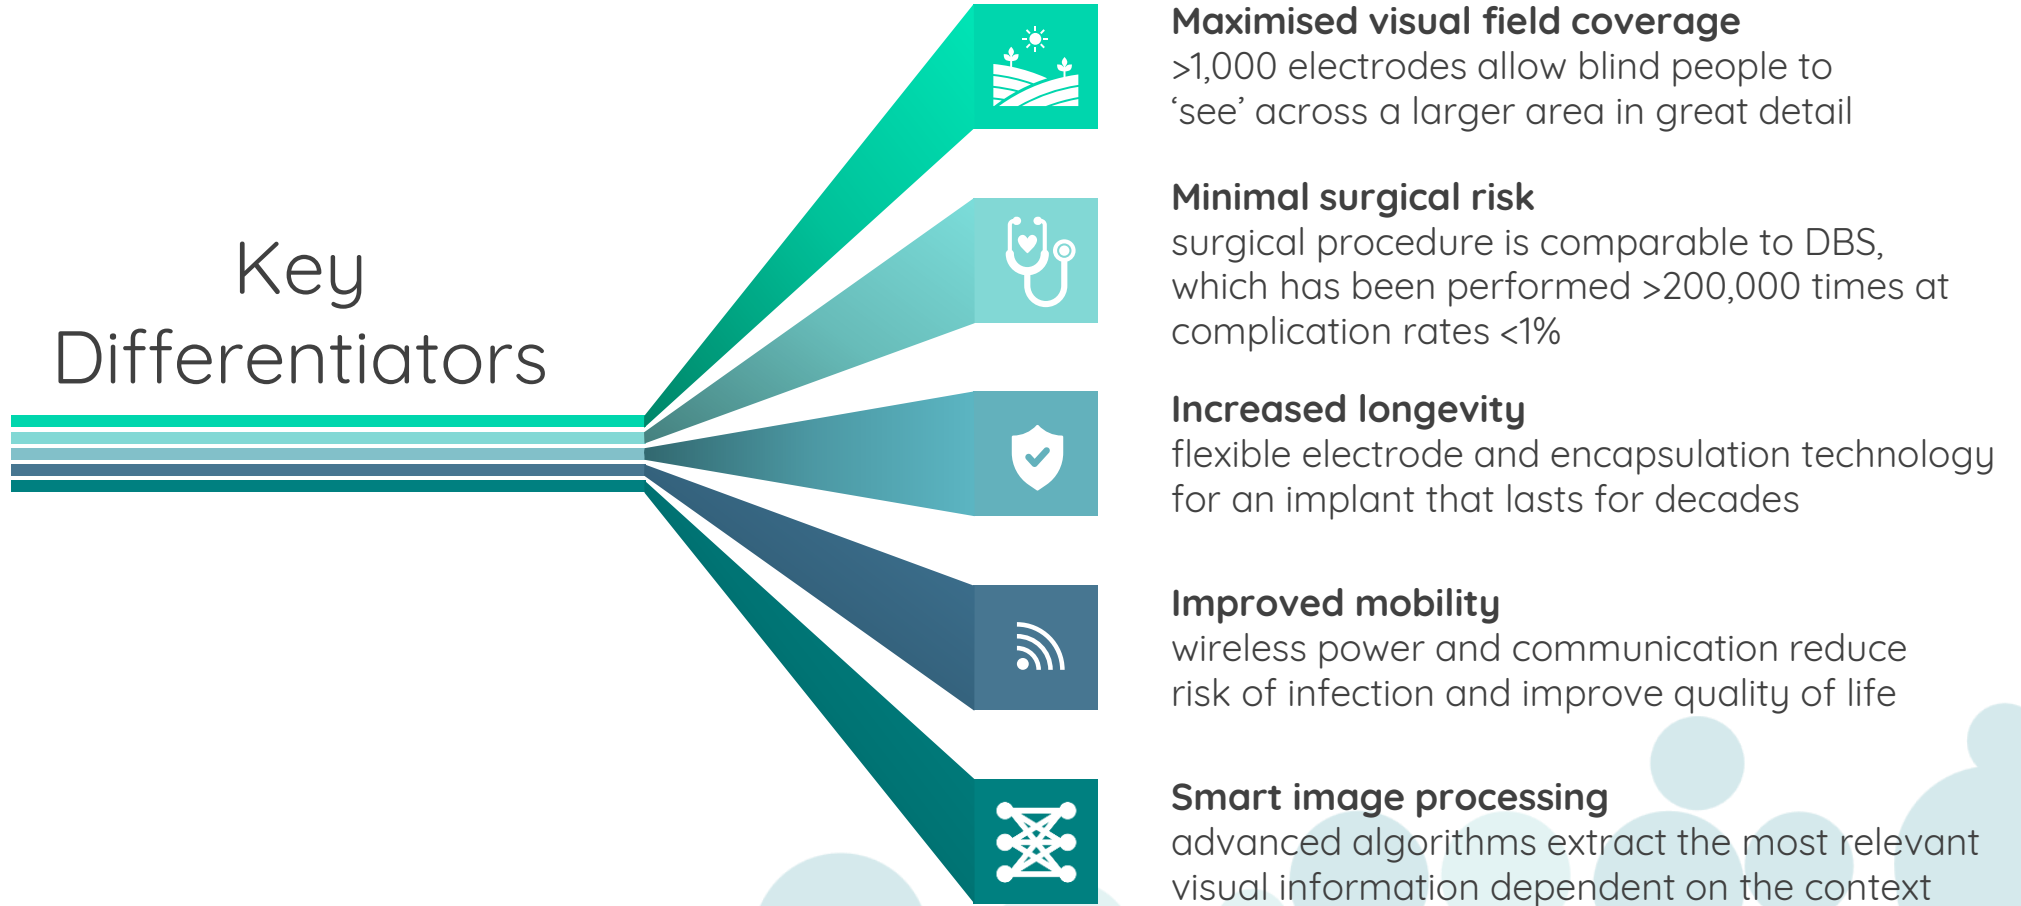 Key
Differentiators
Maximised visual field coverage
>1,000 electrodes allow blind people to
‘see’ across a larger area in great detail
Minimal surgical risk
surgical procedure is comparable to DBS,
which has been performed >200,000 times at
complication rates <1%
Increased longevity
flexible electrode and encapsulation technology
for an implant that lasts for decades
Improved mobility
wireless power and communication reduce
risk of infection and improve quality of life
Smart image processing
advanced algorithms extract the most relevant
visual information dependent on the context